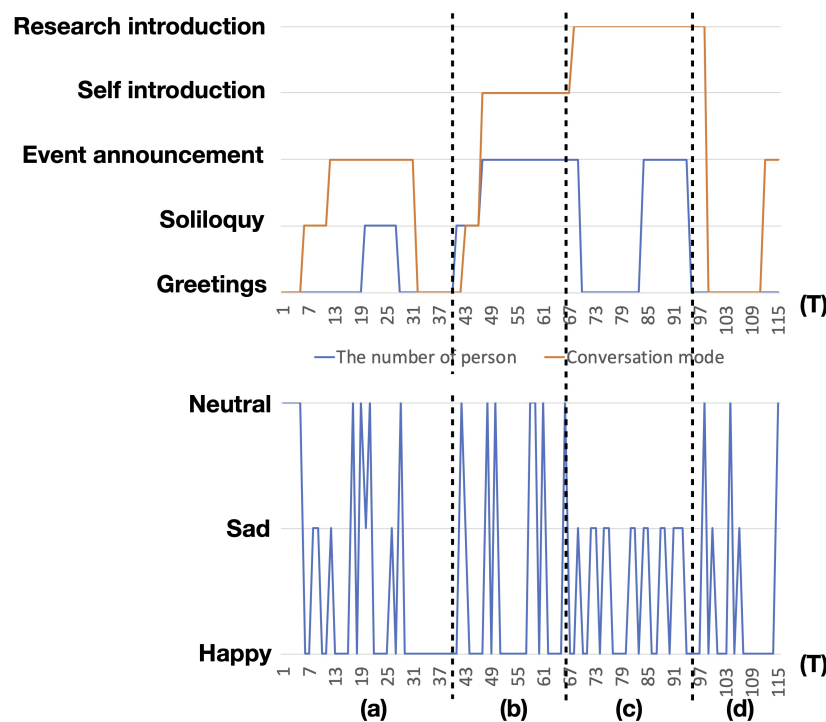 Research introduction
Self introduction
Event announcement
Soliloquy
Greetings
1 7 13 19 25 31 37 43 49 55 61 67 73 79 85 91 97 103 109 115 (T)
The number of person Conversation mode
Neutral
Sad
Happy
1 7 13 19 25 31 37 43 49 55 61 67 73 79 85 91 97 103 109 115 (T)
(a) (b) (c) (d)